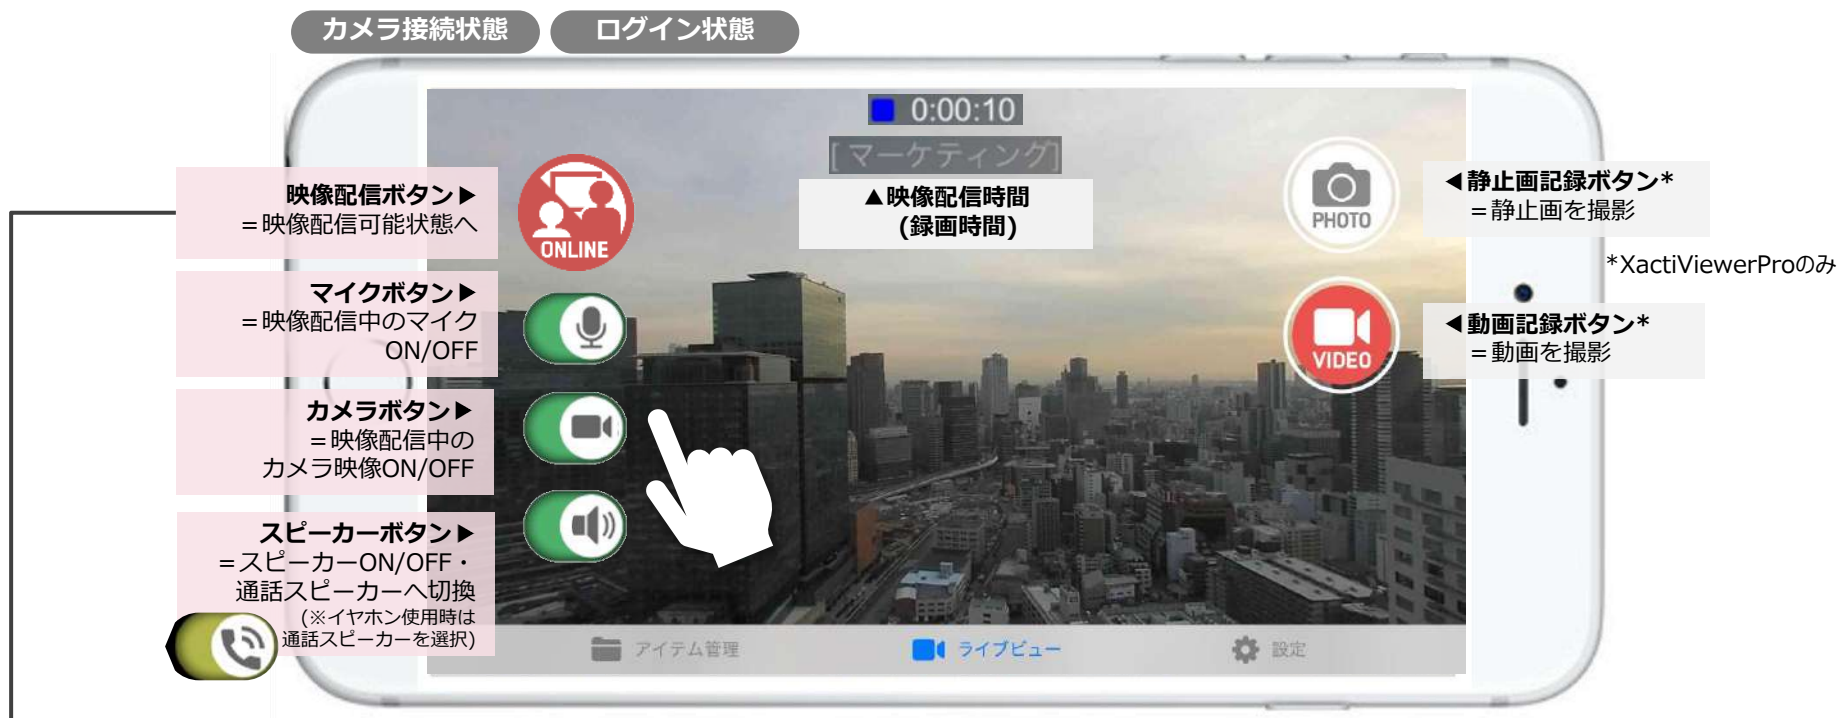 カメラ接続状態
ログイン状態
0:00:10
[マーケティング]
▲映像配信時間
(録画時間)
映像配信ボタン▶
＝映像配信可能状態へ
ONLINE
マイクボタン▶
＝映像配信中のマイク
ON/OFF
カメラボタン▶
＝映像配信中の
カメラ映像ON/OFF
スピーカーボタン▶
＝スピーカーON/OFF・
通話スピーカーへ切換
(※イヤホン使用時は
通話スピーカーを選択)
PHOTO
◀静止画記録ボタン*
＝静止画を撮影
*XactiViewerProのみ
VIDEO
◀動画記録ボタン*
＝動画を撮影
アイテム管理
ライブビュー
設定